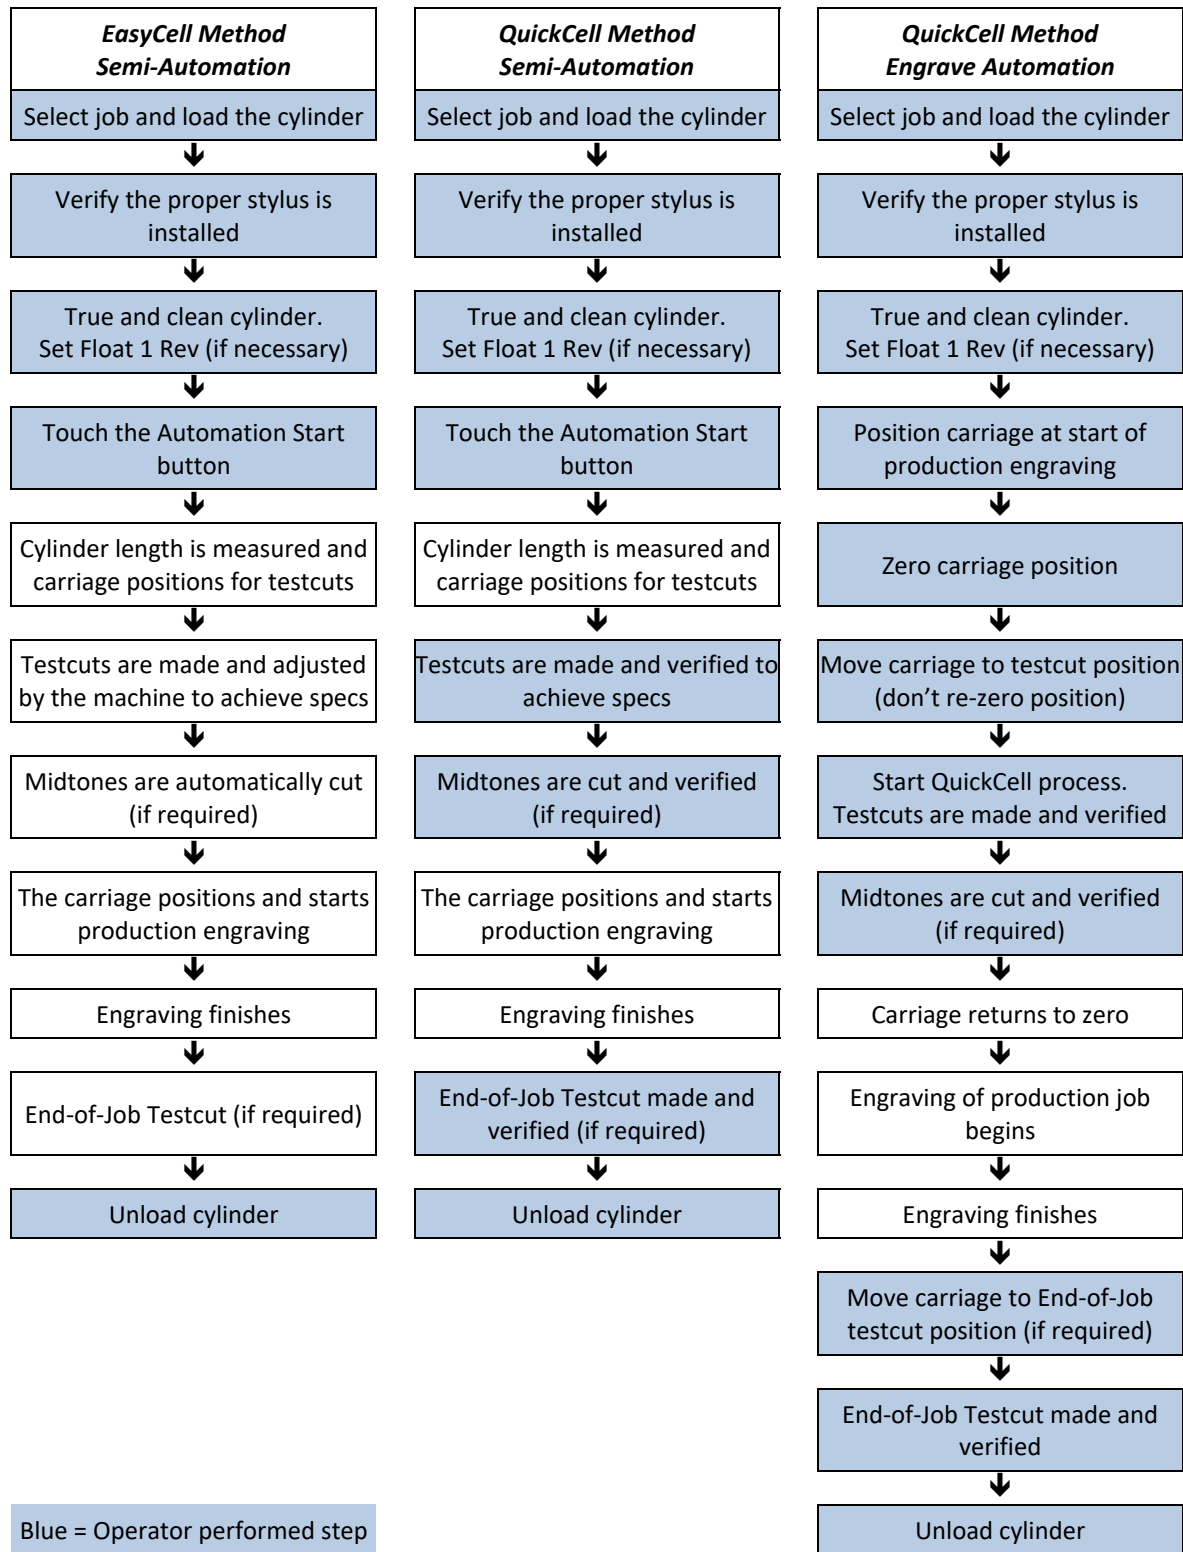 EasyCell Method
Semi-Automation
Select job and load the cylinder
Verify the proper stylus is
installed
True and clean cylinder.
Set Float 1 Rev (if necessary)
Touch the Automation Start
button
Cylinder length is measured and
carriage positions for testcuts
Testcuts are made and adjusted
by the machine to achieve specs
Midtones are automatically cut
(if required)
The carriage positions and starts
production engraving
Engraving finishes
End-of-Job Testcut (if required)
Unload cylinder
Blue = Operator performed step
QuickCell Method
Semi-Automation
Select job and load the cylinder
Verify the proper stylus is
installed
True and clean cylinder.
Set Float 1 Rev (if necessary)
Touch the Automation Start
button
Cylinder length is measured and
carriage positions for testcuts
Testcuts are made and verified to
achieve specs
Midtones are cut and verified
(if required)
The carriage positions and starts
production engraving
Engraving finishes
End-of-Job Testcut made and
verified (if required)
Unload cylinder
QuickCell Method
Engrave Automation
Select job and load the cylinder
Verify the proper stylus is
installed
True and clean cylinder.
Set Float 1 Rev (if necessary)
Position carriage at start of
production engraving
Zero carriage position
Move carriage to testcut position
(don’t re-zero position)
Start QuickCell process.
Testcuts are made and verified
Midtones are cut and verified
(if required)
Carriage returns to zero
Engraving of production job
begins
Engraving finishes
Move carriage to End-of-Job
testcut position (if required)
End-of-Job Testcut made and
verified
Unload cylinder